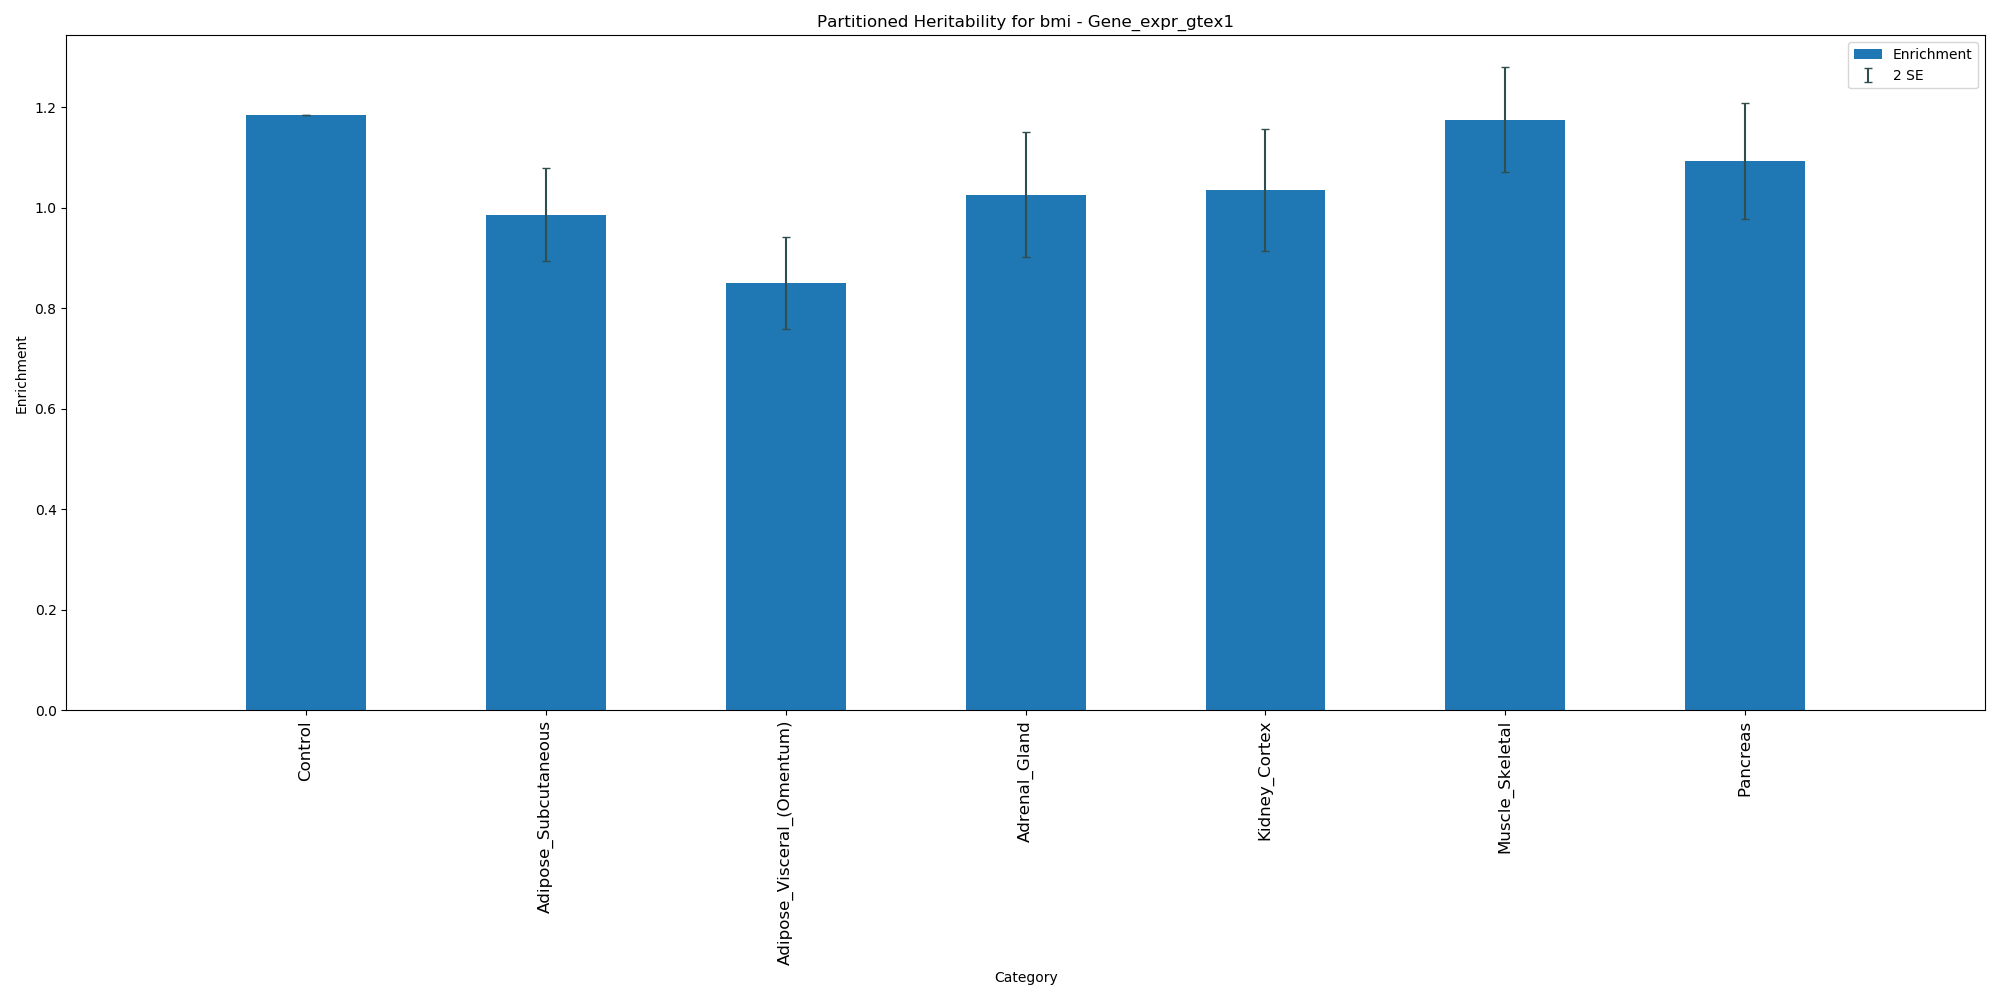 Partitioned Heritability for bmi - Gene_expr_gtex1
Enrichment
2 SE
Enrichment
1.2
1.0
0.8
0.6
0.4
0.2
0.0
Control
Adipose_Subcutaneous
Adipose_Visceral_(Omentum)
Adrenal_Gland
Kidney_Cortex
Muscle_Skeletal
Pancreas
Category